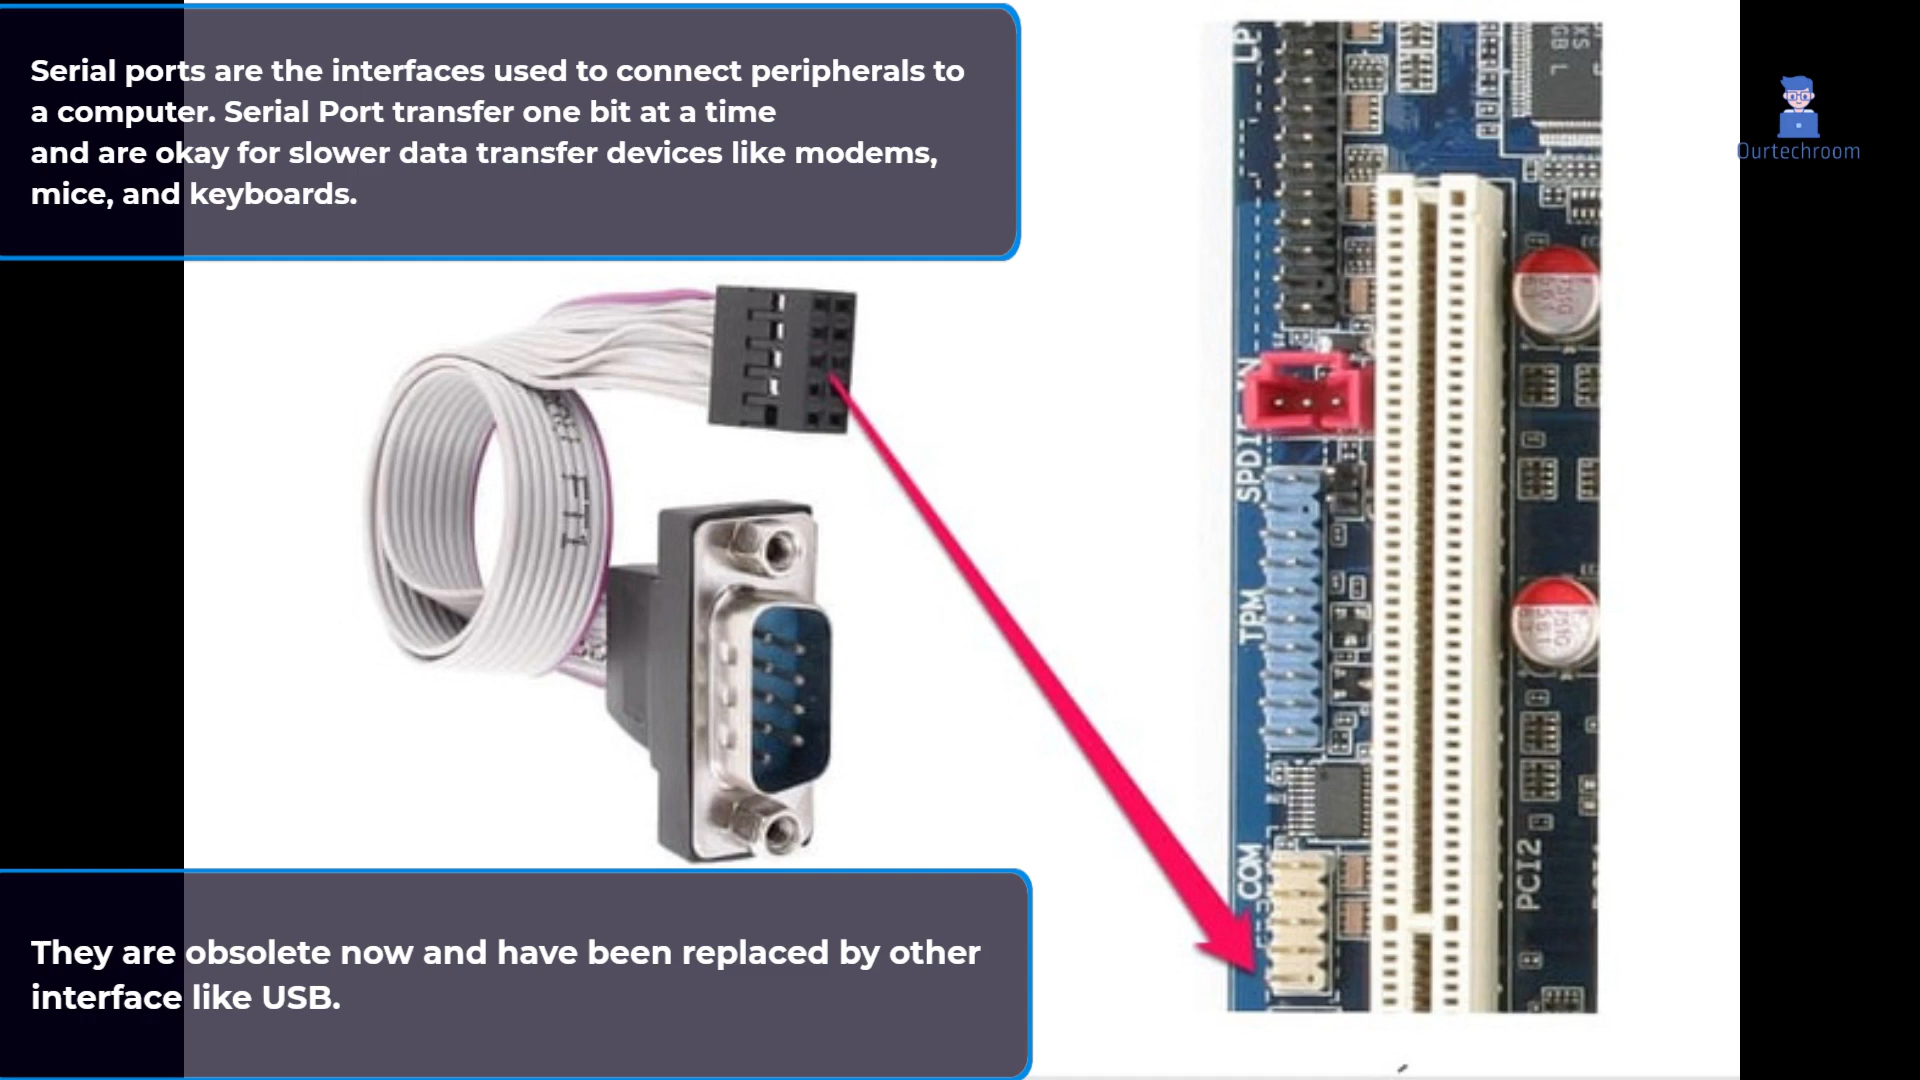 Serial ports are the interfaces used to connect peripherals to
a computer. Serial Port transfer one bit at a time
and are okay for slower data transfer devices like modems,
mice, and keyboards.
Ourtechroom
SPDIF_IN
TPM
COM
PCI2
They are obsolete now and have been replaced by other
interface like USB.